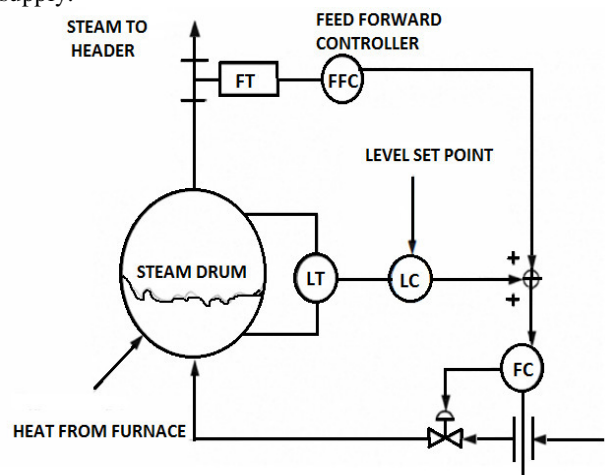 supply.
STEAM TO
HEADER
FEED FORWARD
CONTROLLER
FT
FFC
LEVEL SET POINT
STEAM DRUM
LT
LC
+
+
FC
HEAT FROM FURNACE